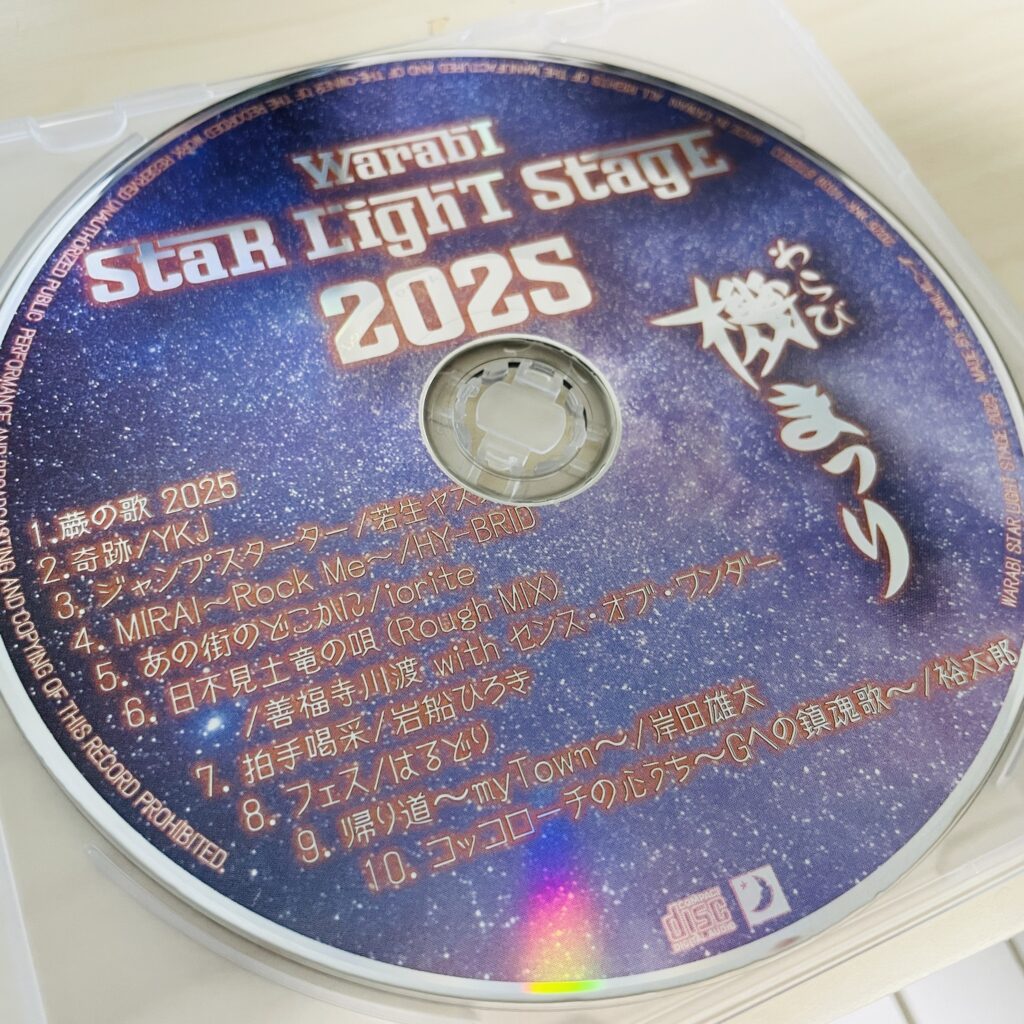 WarabI
StaR LighT StagE
2025
わらび
機まつり
1. 蕨の歌 2025
2. 奇跡/YKJ
3. ジャンプスターター/若生ヤス
4. MIRAI～Rock Me～/HY-BRID
5. あの街のどこかに/iorite
6. 日不見土竜の唄 (Rough MIX)
/善福寺川渡 with センス・オブ・ワンダー
7. 拍手喝采/岩船ひろき
8. フェス/はるどり
9. 帰り道～myTown～/岸田雄太
10. コッコローチの心うち～Gへの鎮魂歌～/裕太郎
COMPACT
disc
WARABI STAR LIGHT STAGE 2025
UNAUTHORIZED PUBLIC PERFORMANCE AND BROADCASTING AND COPYING OF THIS RECORD PROHIBITED.